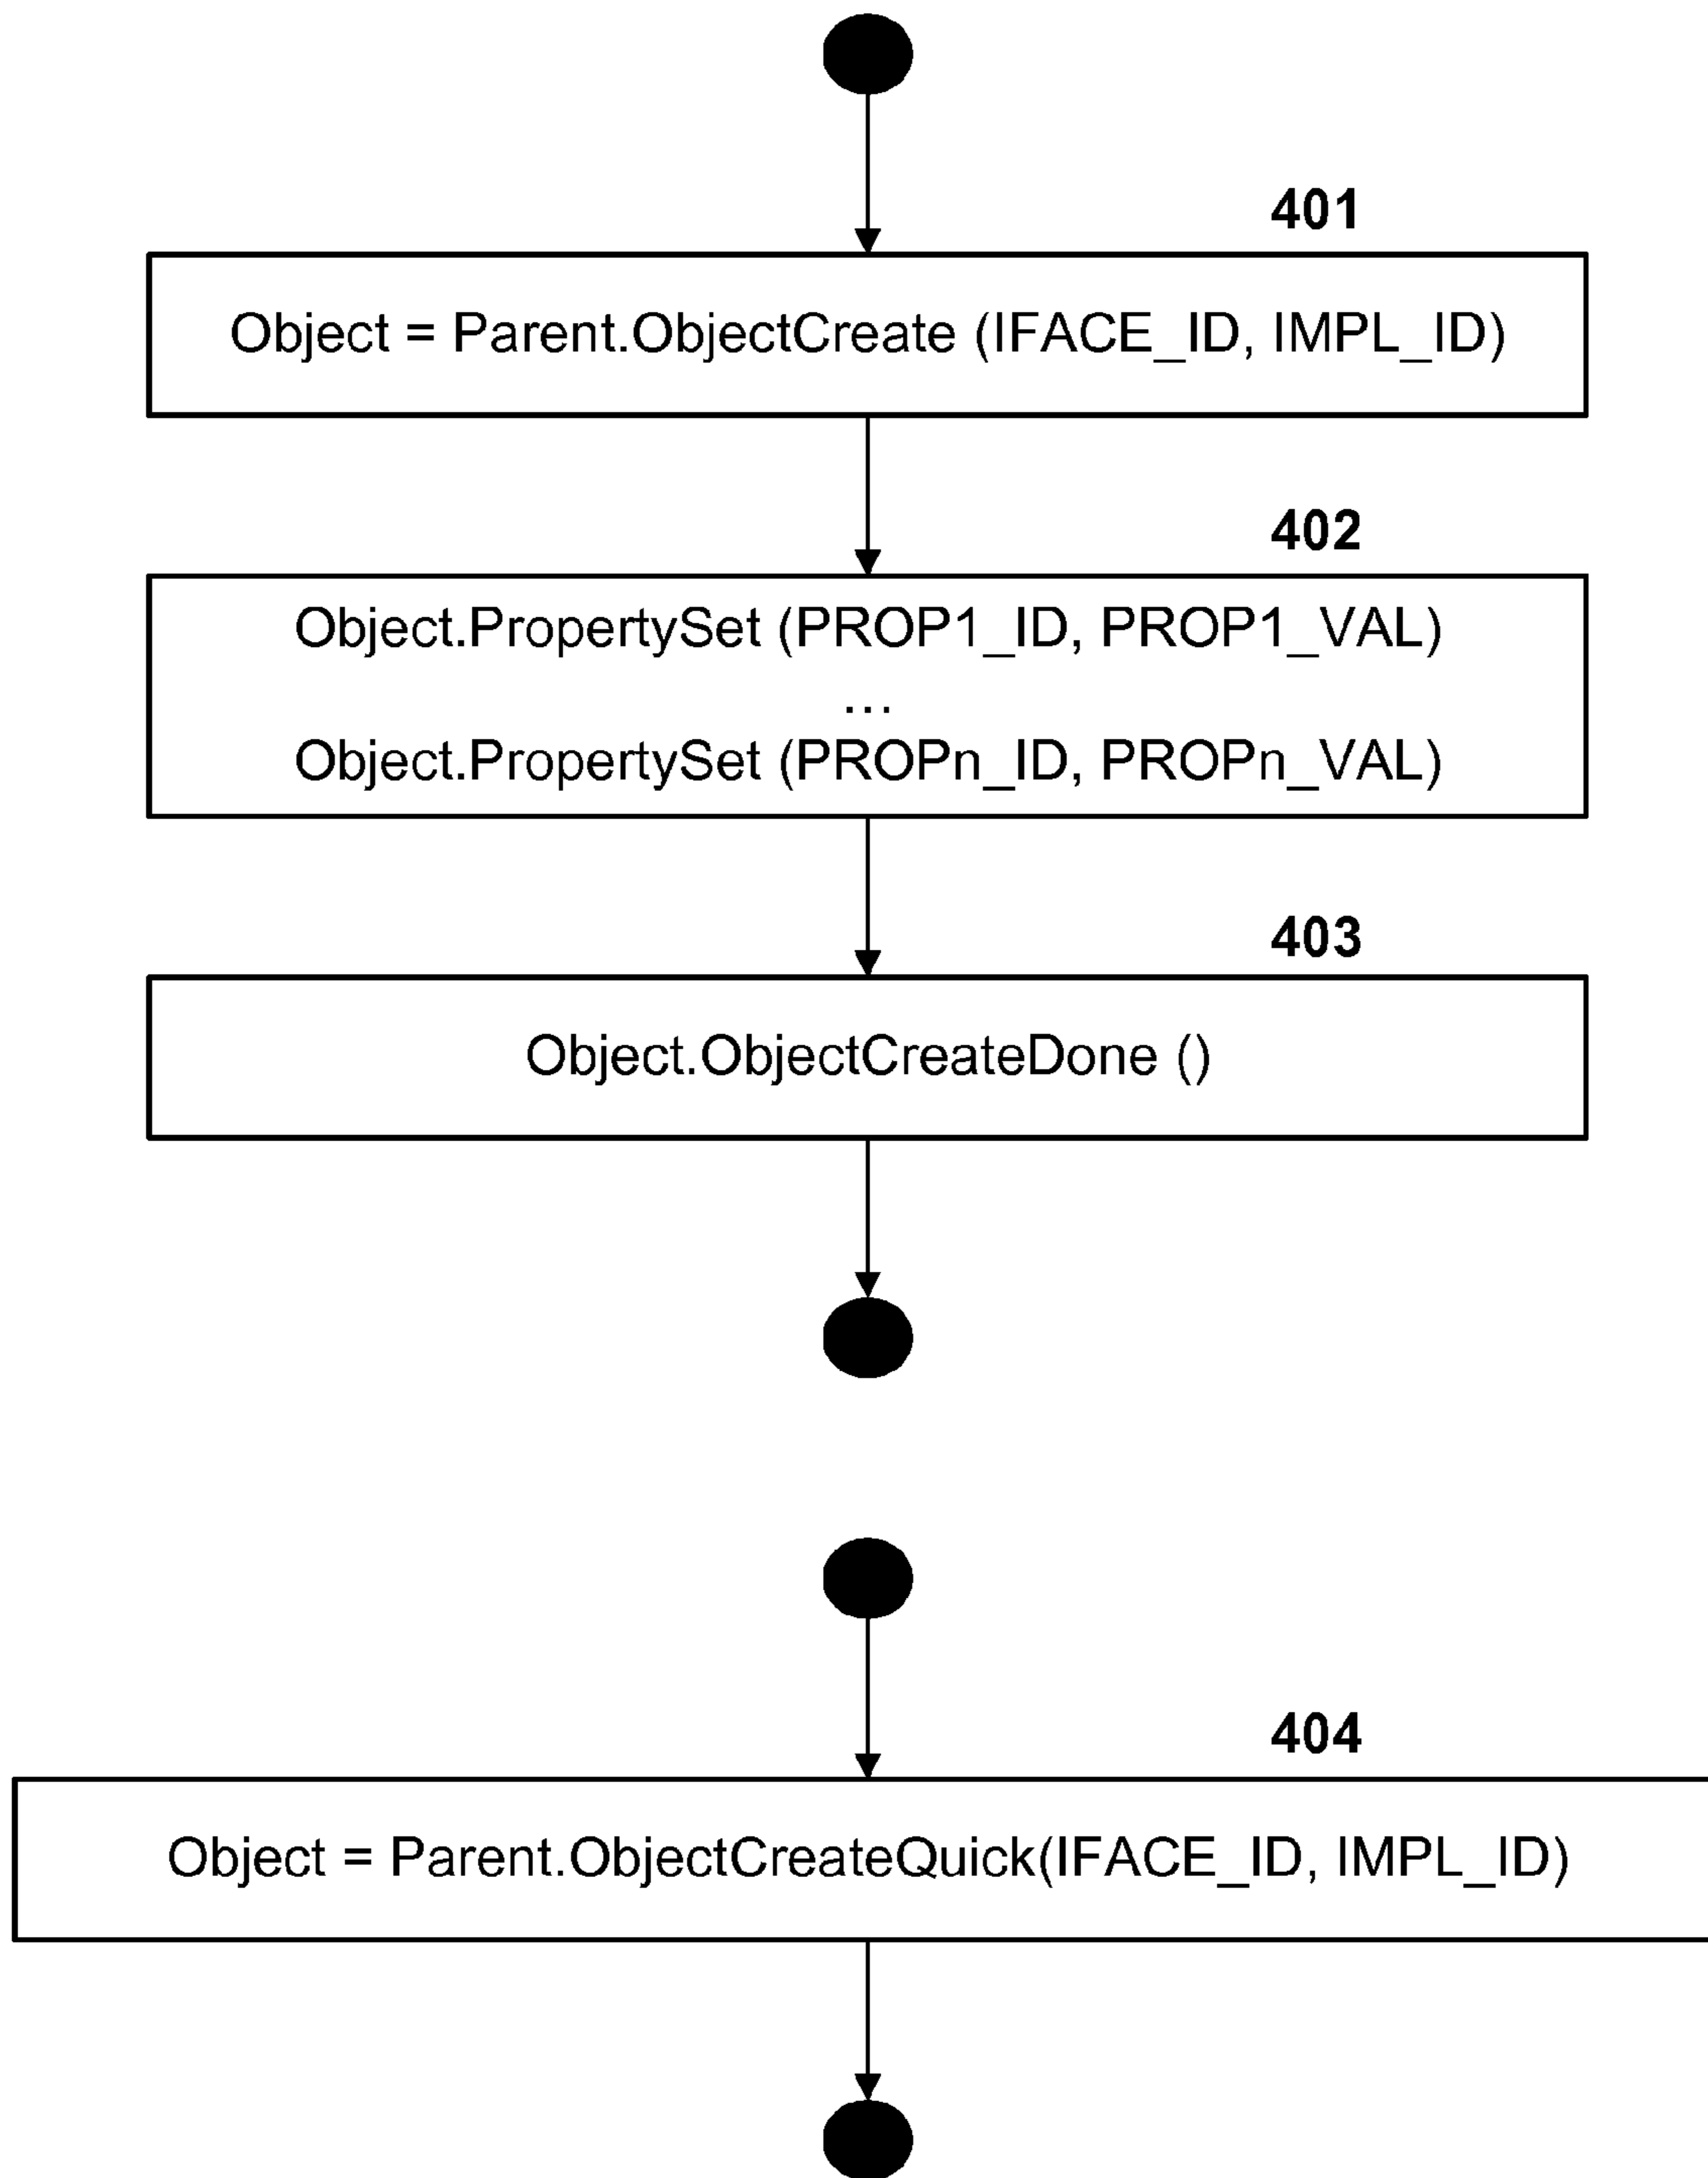 401
Object = Parent.ObjectCreate (IFACE_ID, IMPL_ID)
402
Object.PropertySet (PROP1_ID, PROP1_VAL)
...
Object.PropertySet (PROPn_ID, PROPn_VAL)
403
Object.ObjectCreateDone ()
404
Object = Parent.ObjectCreateQuick(IFACE_ID, IMPL_ID)